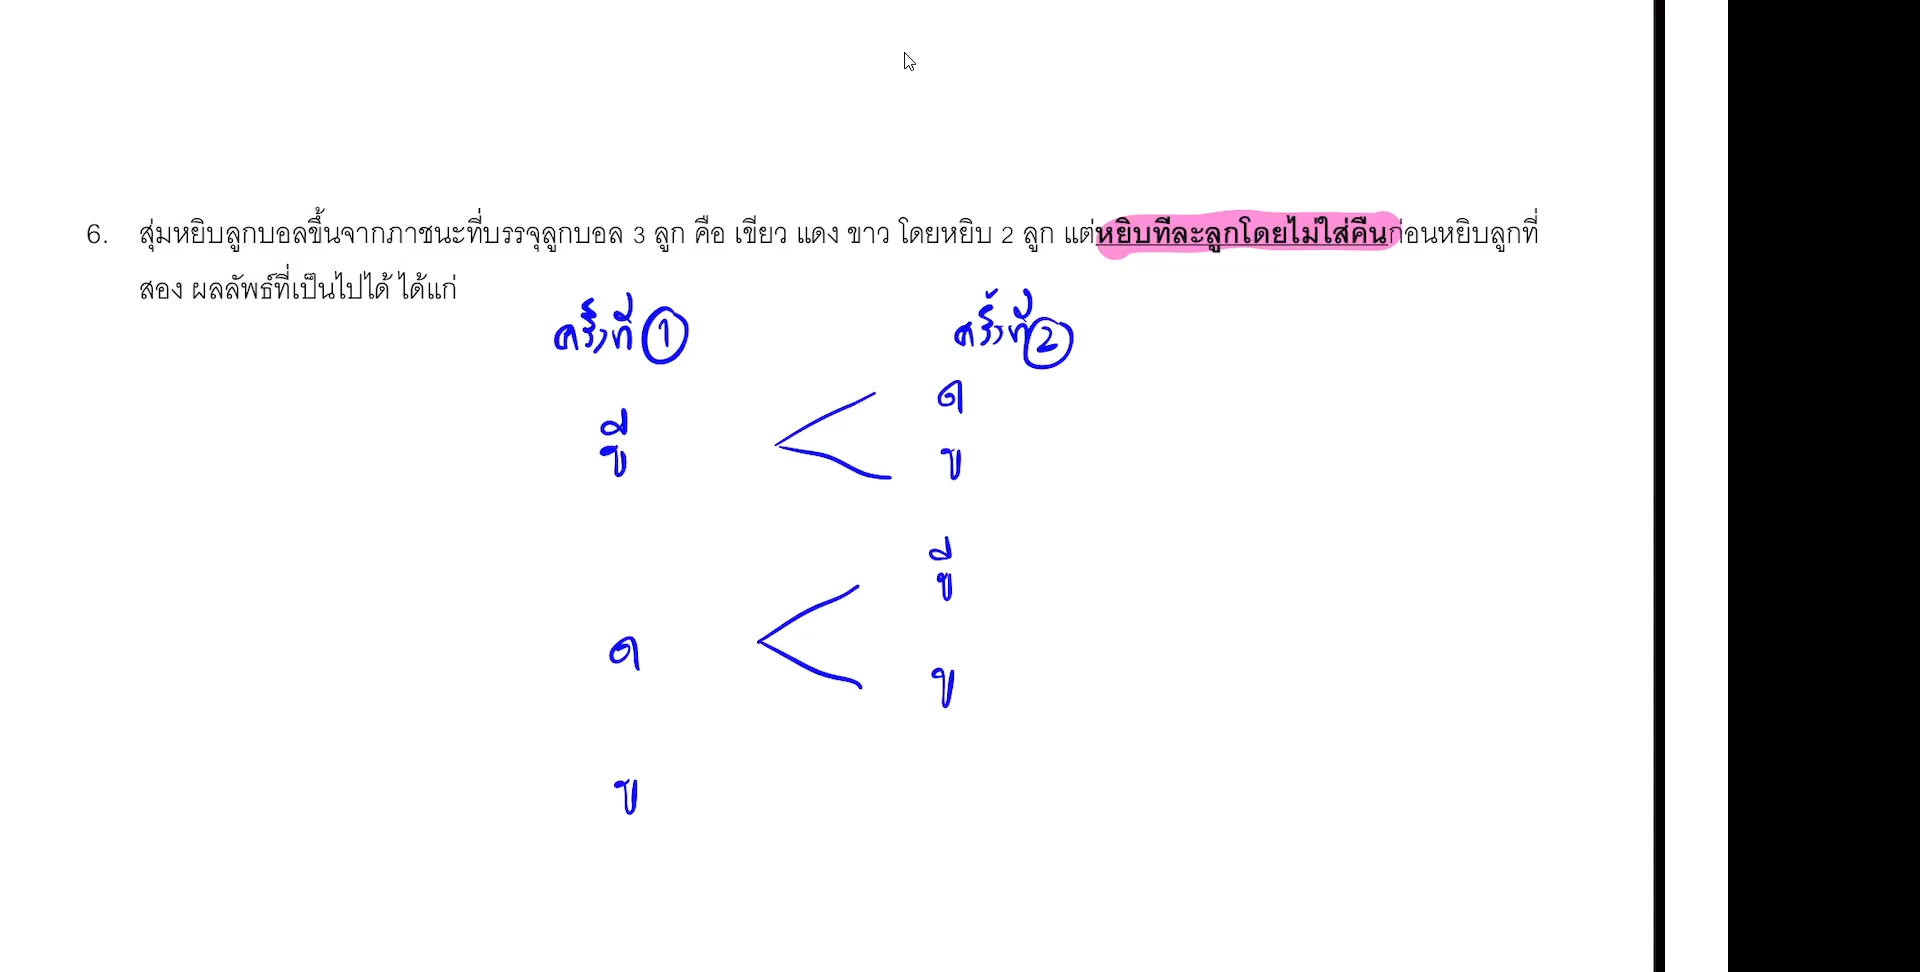 6. สุ่มหยิบลูกบอลขึ้นจากภาชนะที่บรรจุลูกบอล 3 ลูก คือ เขียว แดง ขาว โดยหยิบ 2 ลูก แต่หยิบทีละลูกโดยไม่ใส่คืนก่อนหยิบลูกที่
สอง ผลลัพธ์ที่เป็นไปได้ ได้แก่
ครั้งที่ 1 ครั้งที่ 2
ด
ขี
ข
ขี
ด
ข
ข